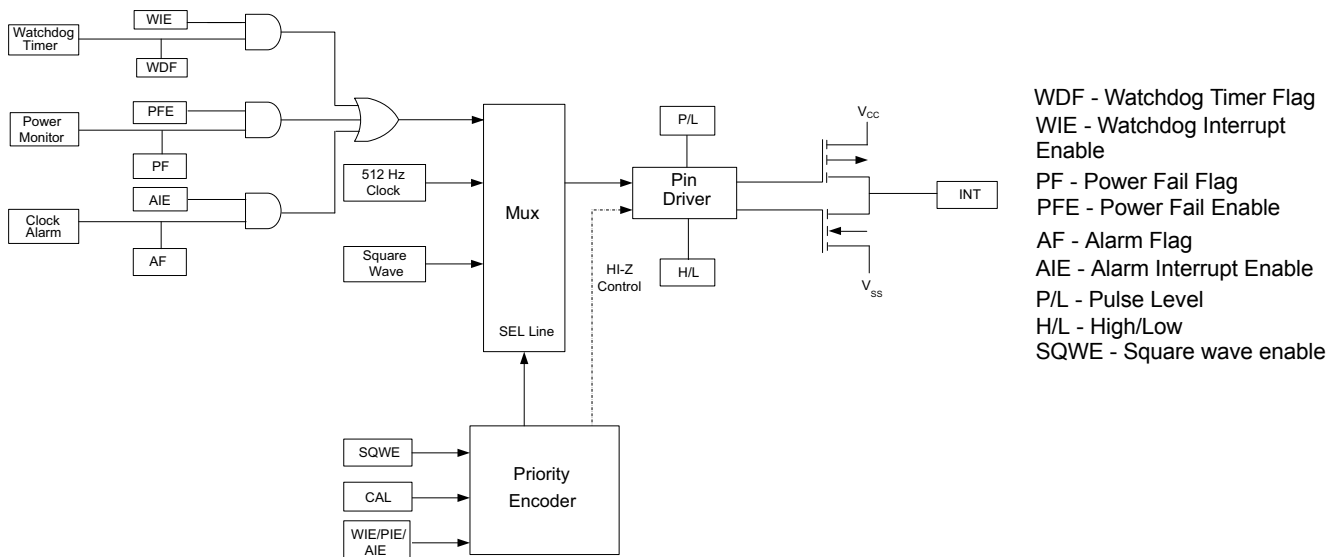 WIE
Watchdog
Timer
WDF
PFE
Power
Monitor
PF
AIE
Clock
Alarm
AF
512 Hz
Clock
Square
Wave
Mux
SEL Line
SQWE
CAL
WIE/PIE/
AIE
Priority
Encoder
HI-Z
Control
P/L
Pin
Driver
H/L
VCC
VSS
INT
WDF - Watchdog Timer Flag
WIE - Watchdog Interrupt
Enable
PF - Power Fail Flag
PFE - Power Fail Enable
AF - Alarm Flag
AIE - Alarm Interrupt Enable
P/L - Pulse Level
H/L - High/Low
SQWE - Square wave enable